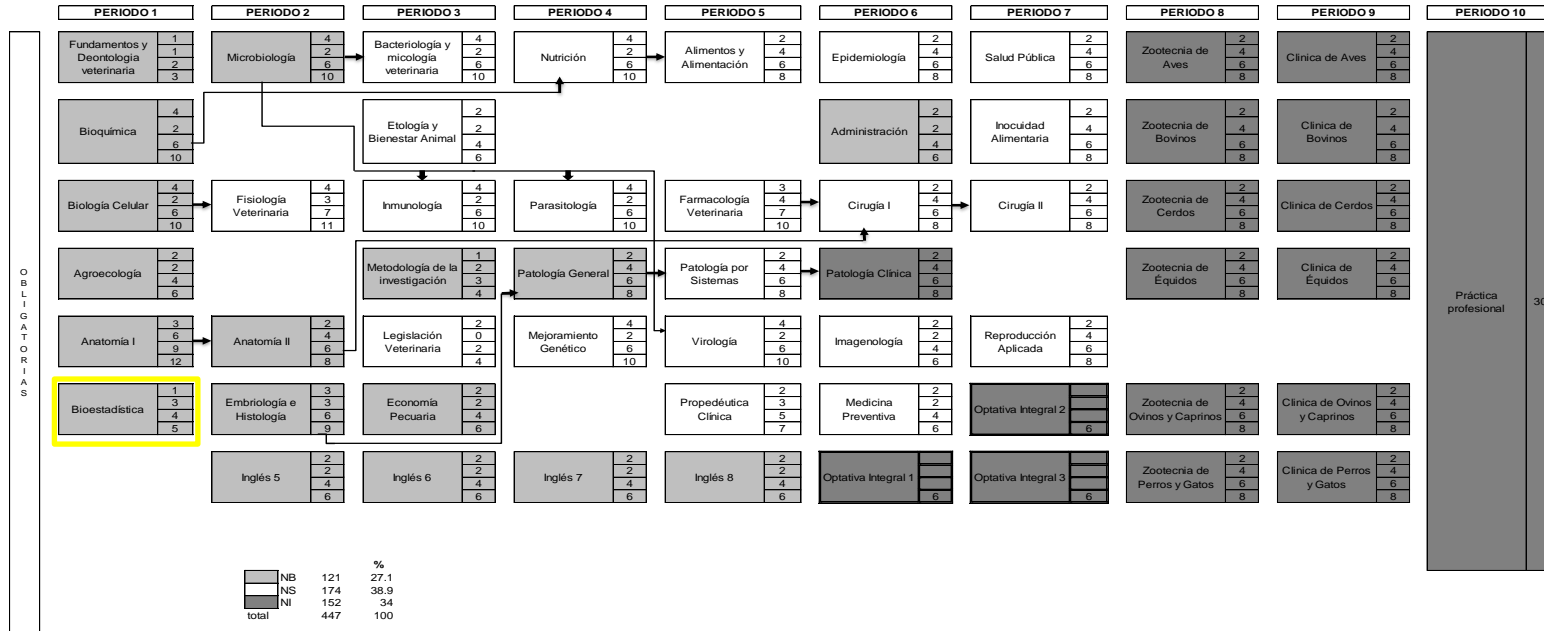 PERIODO 1 PERIODO 2 PERIODO 3 PERIODO 4 PERIODO 5 PERIODO 6 PERIODO 7 PERIODO 8 PERIODO 9 PERIODO 10
OBLIGATORIAS
Fundamentos y Deontología veterinaria 1 1 2 3
Microbiología 4 2 6 10
Bacteriología y micología veterinaria 4 2 6 10
Nutrición 4 2 6 10
Alimentos y Alimentación 2 4 6 8
Epidemiología 2 4 6 8
Salud Pública 2 4 6 8
Zootecnia de Aves 2 4 6 8
Clinica de Aves 2 4 6 8
Bioquímica 4 2 6 10
Etología y Bienestar Animal 2 2 4 6
Administración 2 2 4 6
Inocuidad Alimentaria 2 4 6 8
Zootecnia de Bovinos 2 4 6 8
Clinica de Bovinos 2 4 6 8
Biología Celular 4 2 6 10
Fisiología Veterinaria 4 3 7 11
Inmunología 4 2 6 10
Parasitología 4 2 6 10
Farmacología Veterinaria 3 4 7 10
Cirugía I 2 4 6 8
Cirugía II 2 4 6 8
Zootecnia de Cerdos 2 4 6 8
Clinica de Cerdos 2 4 6 8
Agroecología 2 2 4 6
Metodología de la investigación 1 2 3 4
Patología General 2 4 6 8
Patología por Sistemas 2 4 6 8
Patología Clínica 2 4 6 8
Zootecnia de Équidos 2 4 6 8
Clinica de Équidos 2 4 6 8
Práctica profesional 30
Anatomía I 3 6 9 12
Anatomía II 2 4 6 8
Legislación Veterinaria 2 0 2 4
Mejoramiento Genético 4 2 6 10
Virología 4 2 6 10
Imagenología 2 2 4 6
Reproducción Aplicada 2 4 6 8
Bioestadística 1 3 4 5
Embriología e Histología 3 3 6 9
Economía Pecuaria 2 2 4 6
Propedéutica Clínica 2 3 5 7
Medicina Preventiva 2 2 4 6
Optativa Integral 2 6
Zootecnia de Ovinos y Caprinos 2 4 6 8
Clinica de Ovinos y Caprinos 2 4 6 8
Inglés 5 2 2 4 6
Inglés 6 2 2 4 6
Inglés 7 2 2 4 6
Inglés 8 2 2 4 6
Optativa Integral 1 6
Optativa Integral 3 6
Zootecnia de Perros y Gatos 2 4 6 8
Clinica de Perros y Gatos 2 4 6 8
%
NB 121 27.1
NS 174 38.9
NI 152 34
total 447 100